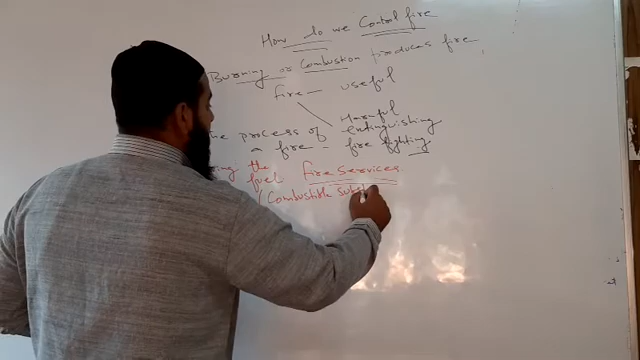 How do we Control fire
Burning or Combustion produces fire
fire - useful
Harmful
The process of extinguishing
a fire - fire fighting
the
fuel. fire services
(Combustible subst